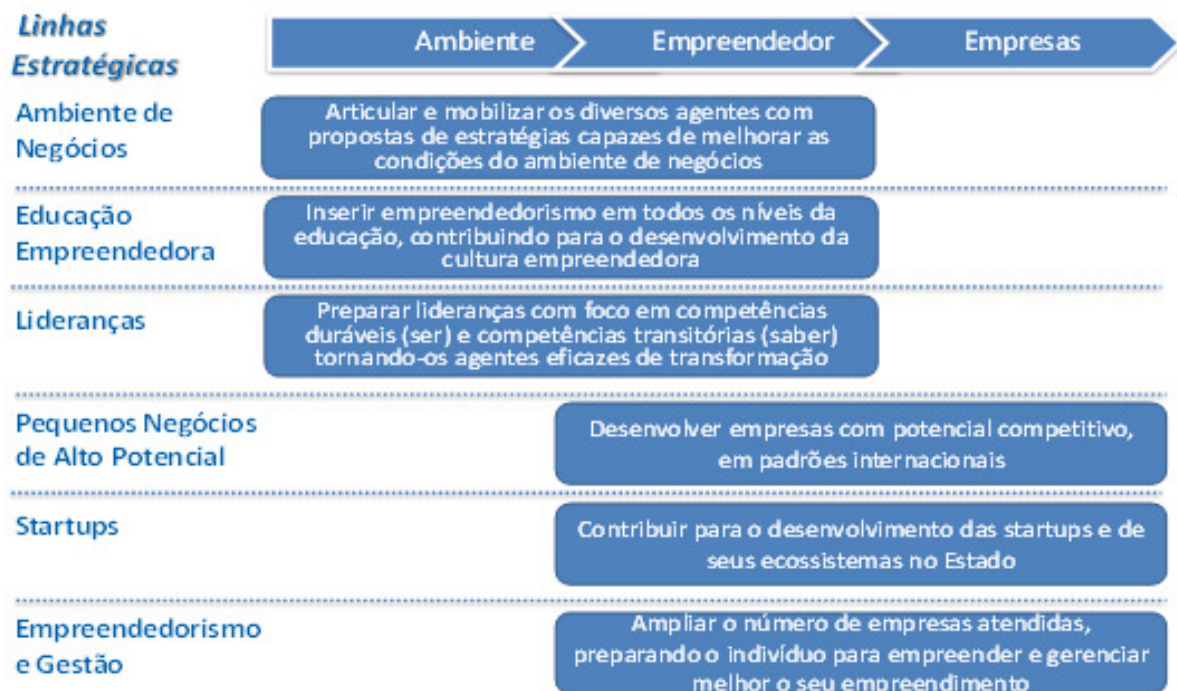 Linhas
Estratégicas
Ambiente
Empreendedor
Empresas
Ambiente de
Negócios
Articular e mobilizar os diversos agentes com
propostas de estratégias capazes de melhorar as
condições do ambiente de negócios
Educação
Empreendedora
Inserir empreendedorismo em todos os níveis da
educação, contribuindo para o desenvolvimento da
cultura empreendedora
Lideranças
Preparar lideranças com foco em competências
duráveis (ser) e competências transitórias (saber)
tornando-os agentes eficazes de transformação
Pequenos Negócios
de Alto Potencial
Desenvolver empresas com potencial competitivo,
em padrões internacionais
Startups
Contribuir para o desenvolvimento das startups e de
seus ecossistemas no Estado
Empreendedorismo
e Gestão
Ampliar o número de empresas atendidas,
preparando o indivíduo para empreender e gerenciar
melhor o seu empreendimento